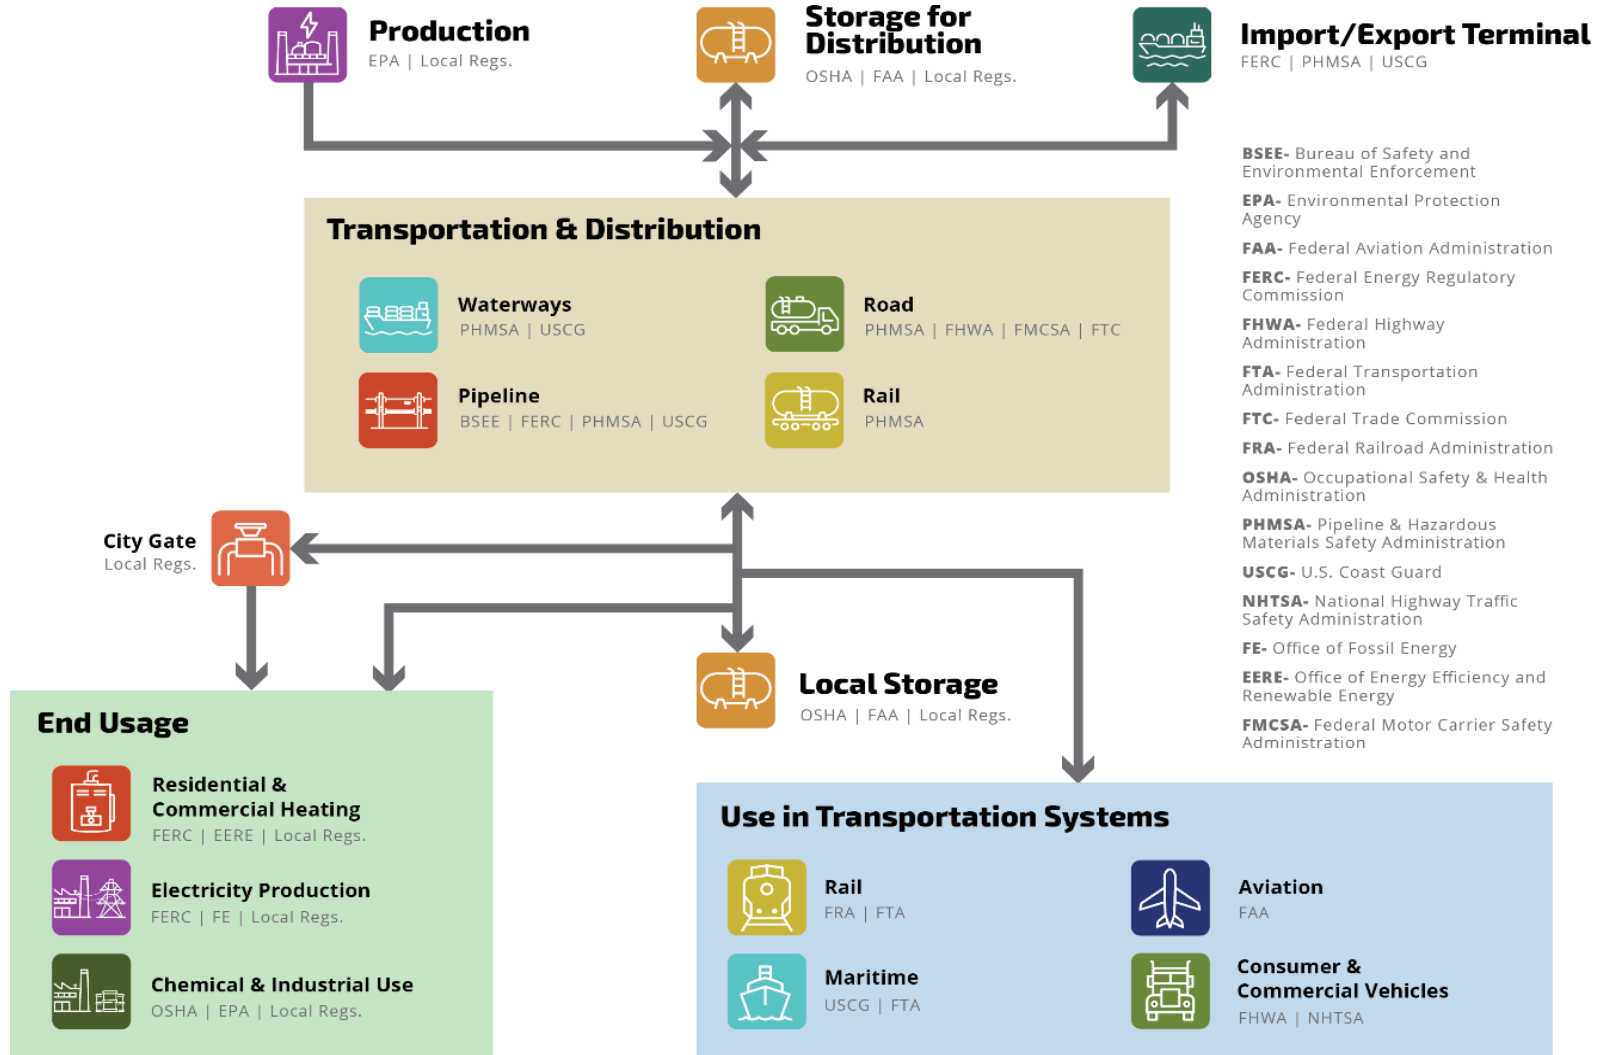 Production
EPA | Local Regs.
Storage for
Distribution
OSHA | FAA | Local Regs.
Import/Export Terminal
FERC | PHMSA | USCG
Transportation & Distribution
Waterways
PHMSA | USCG
Road
PHMSA | FHWA | FMCSA | FTC
Pipeline
BSEE | FERC | PHMSA | USCG
Rail
PHMSA
BSEE- Bureau of Safety and
Environmental Enforcement
EPA- Environmental Protection
Agency
FAA- Federal Aviation Administration
FERC- Federal Energy Regulatory
Commission
FHWA- Federal Highway
Administration
FTA- Federal Transportation
Administration
FTC- Federal Trade Commission
FRA- Federal Railroad Administration
OSHA- Occupational Safety & Health
Administration
PHMSA- Pipeline & Hazardous
Materials Safety Administration
USCG- U.S. Coast Guard
NHTSA- National Highway Traffic
Safety Administration
FE- Office of Fossil Energy
EERE- Office of Energy Efficiency and
Renewable Energy
FMCSA- Federal Motor Carrier Safety
Administration
City Gate
Local Regs.
Local Storage
OSHA | FAA | Local Regs.
End Usage
Residential &
Commercial Heating
FERC | EERE | Local Regs.
Electricity Production
FERC | FE | Local Regs.
Chemical & Industrial Use
OSHA | EPA | Local Regs.
Use in Transportation Systems
Rail
FRA | FTA
Aviation
FAA
Maritime
USCG | FTA
Consumer &
Commercial Vehicles
FHWA | NHTSA